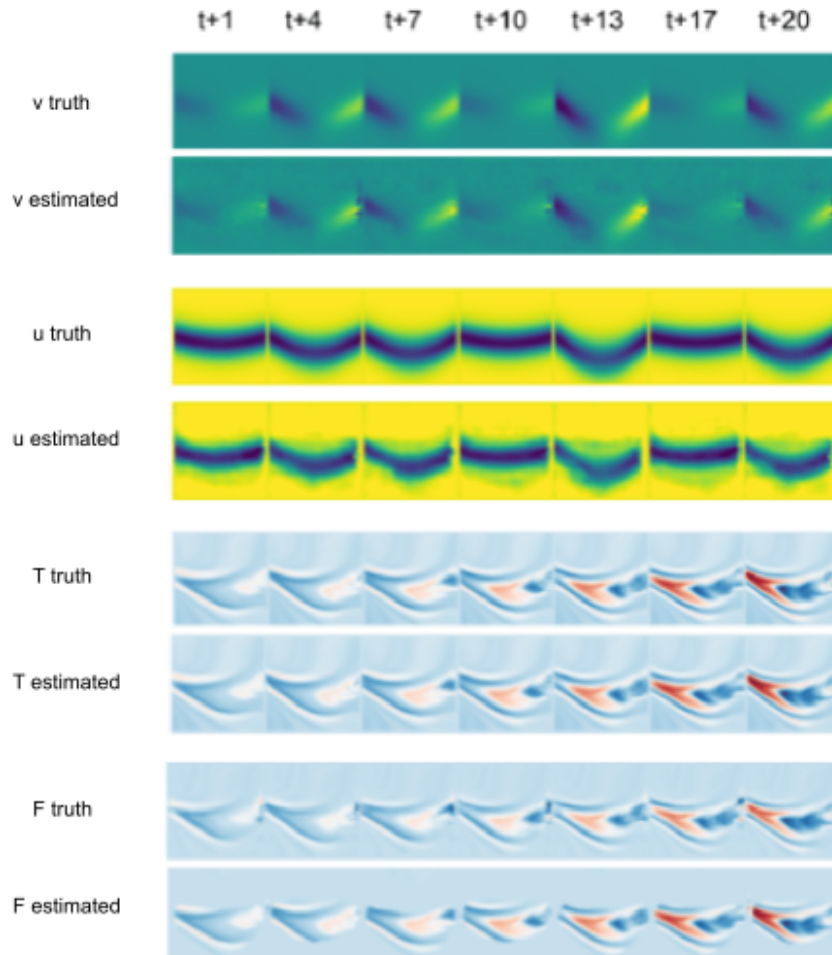 t+1 t+4 t+7 t+10 t+13 t+17 t+20
v truth
v estimated
u truth
u estimated
T truth
T estimated
F truth
F estimated